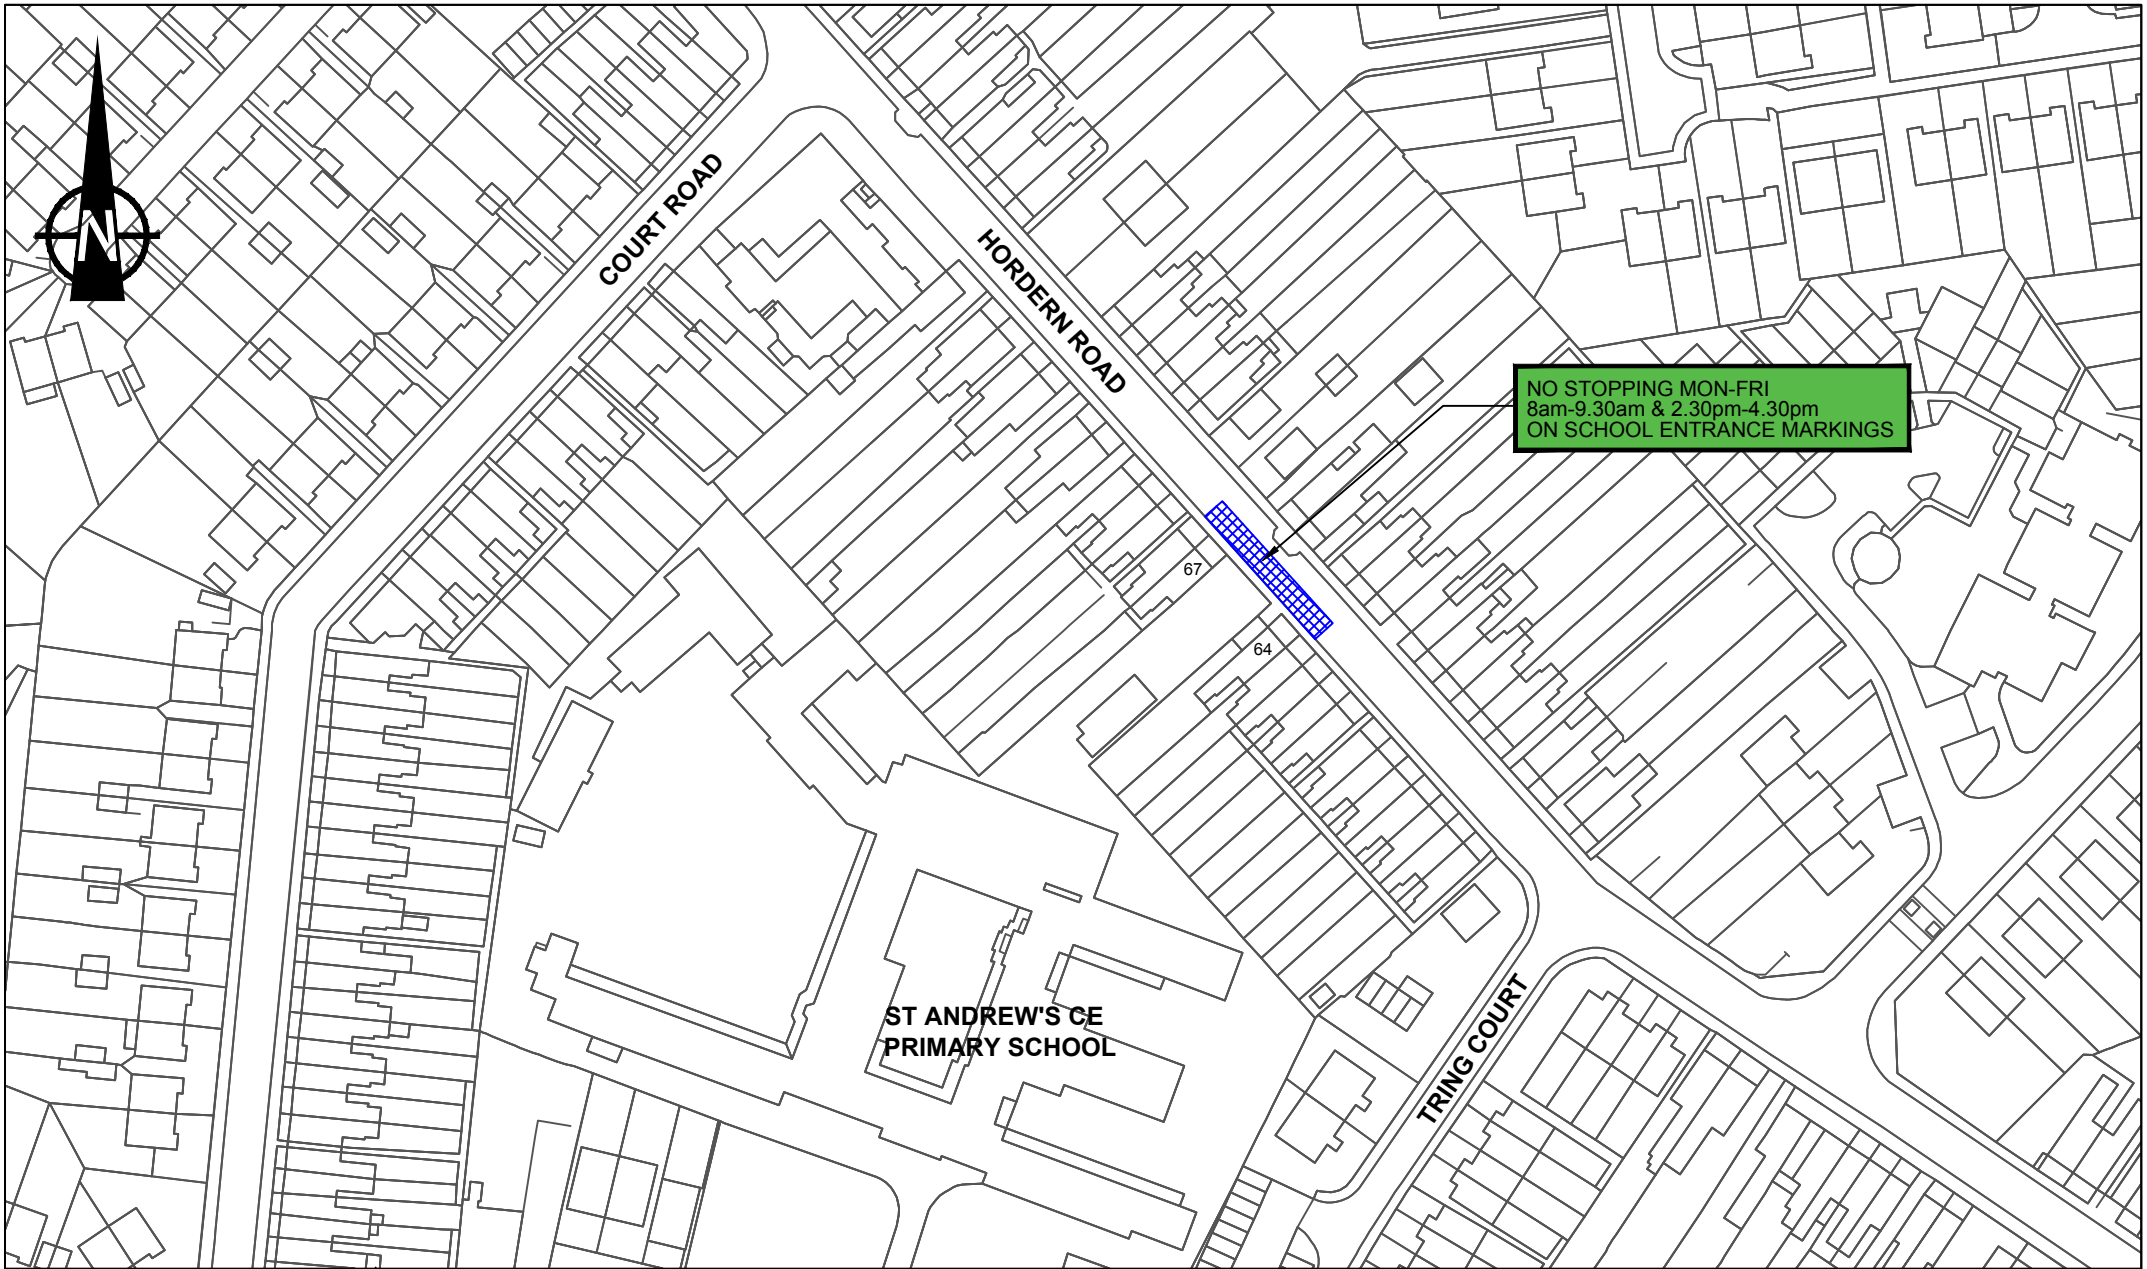 N
COURT ROAD
HORDERN ROAD
NO STOPPING MON-FRI
8am-9.30am & 2.30pm-4.30pm
ON SCHOOL ENTRANCE MARKINGS
67
64
ST ANDREW'S CE
PRIMARY SCHOOL
TRING COURT